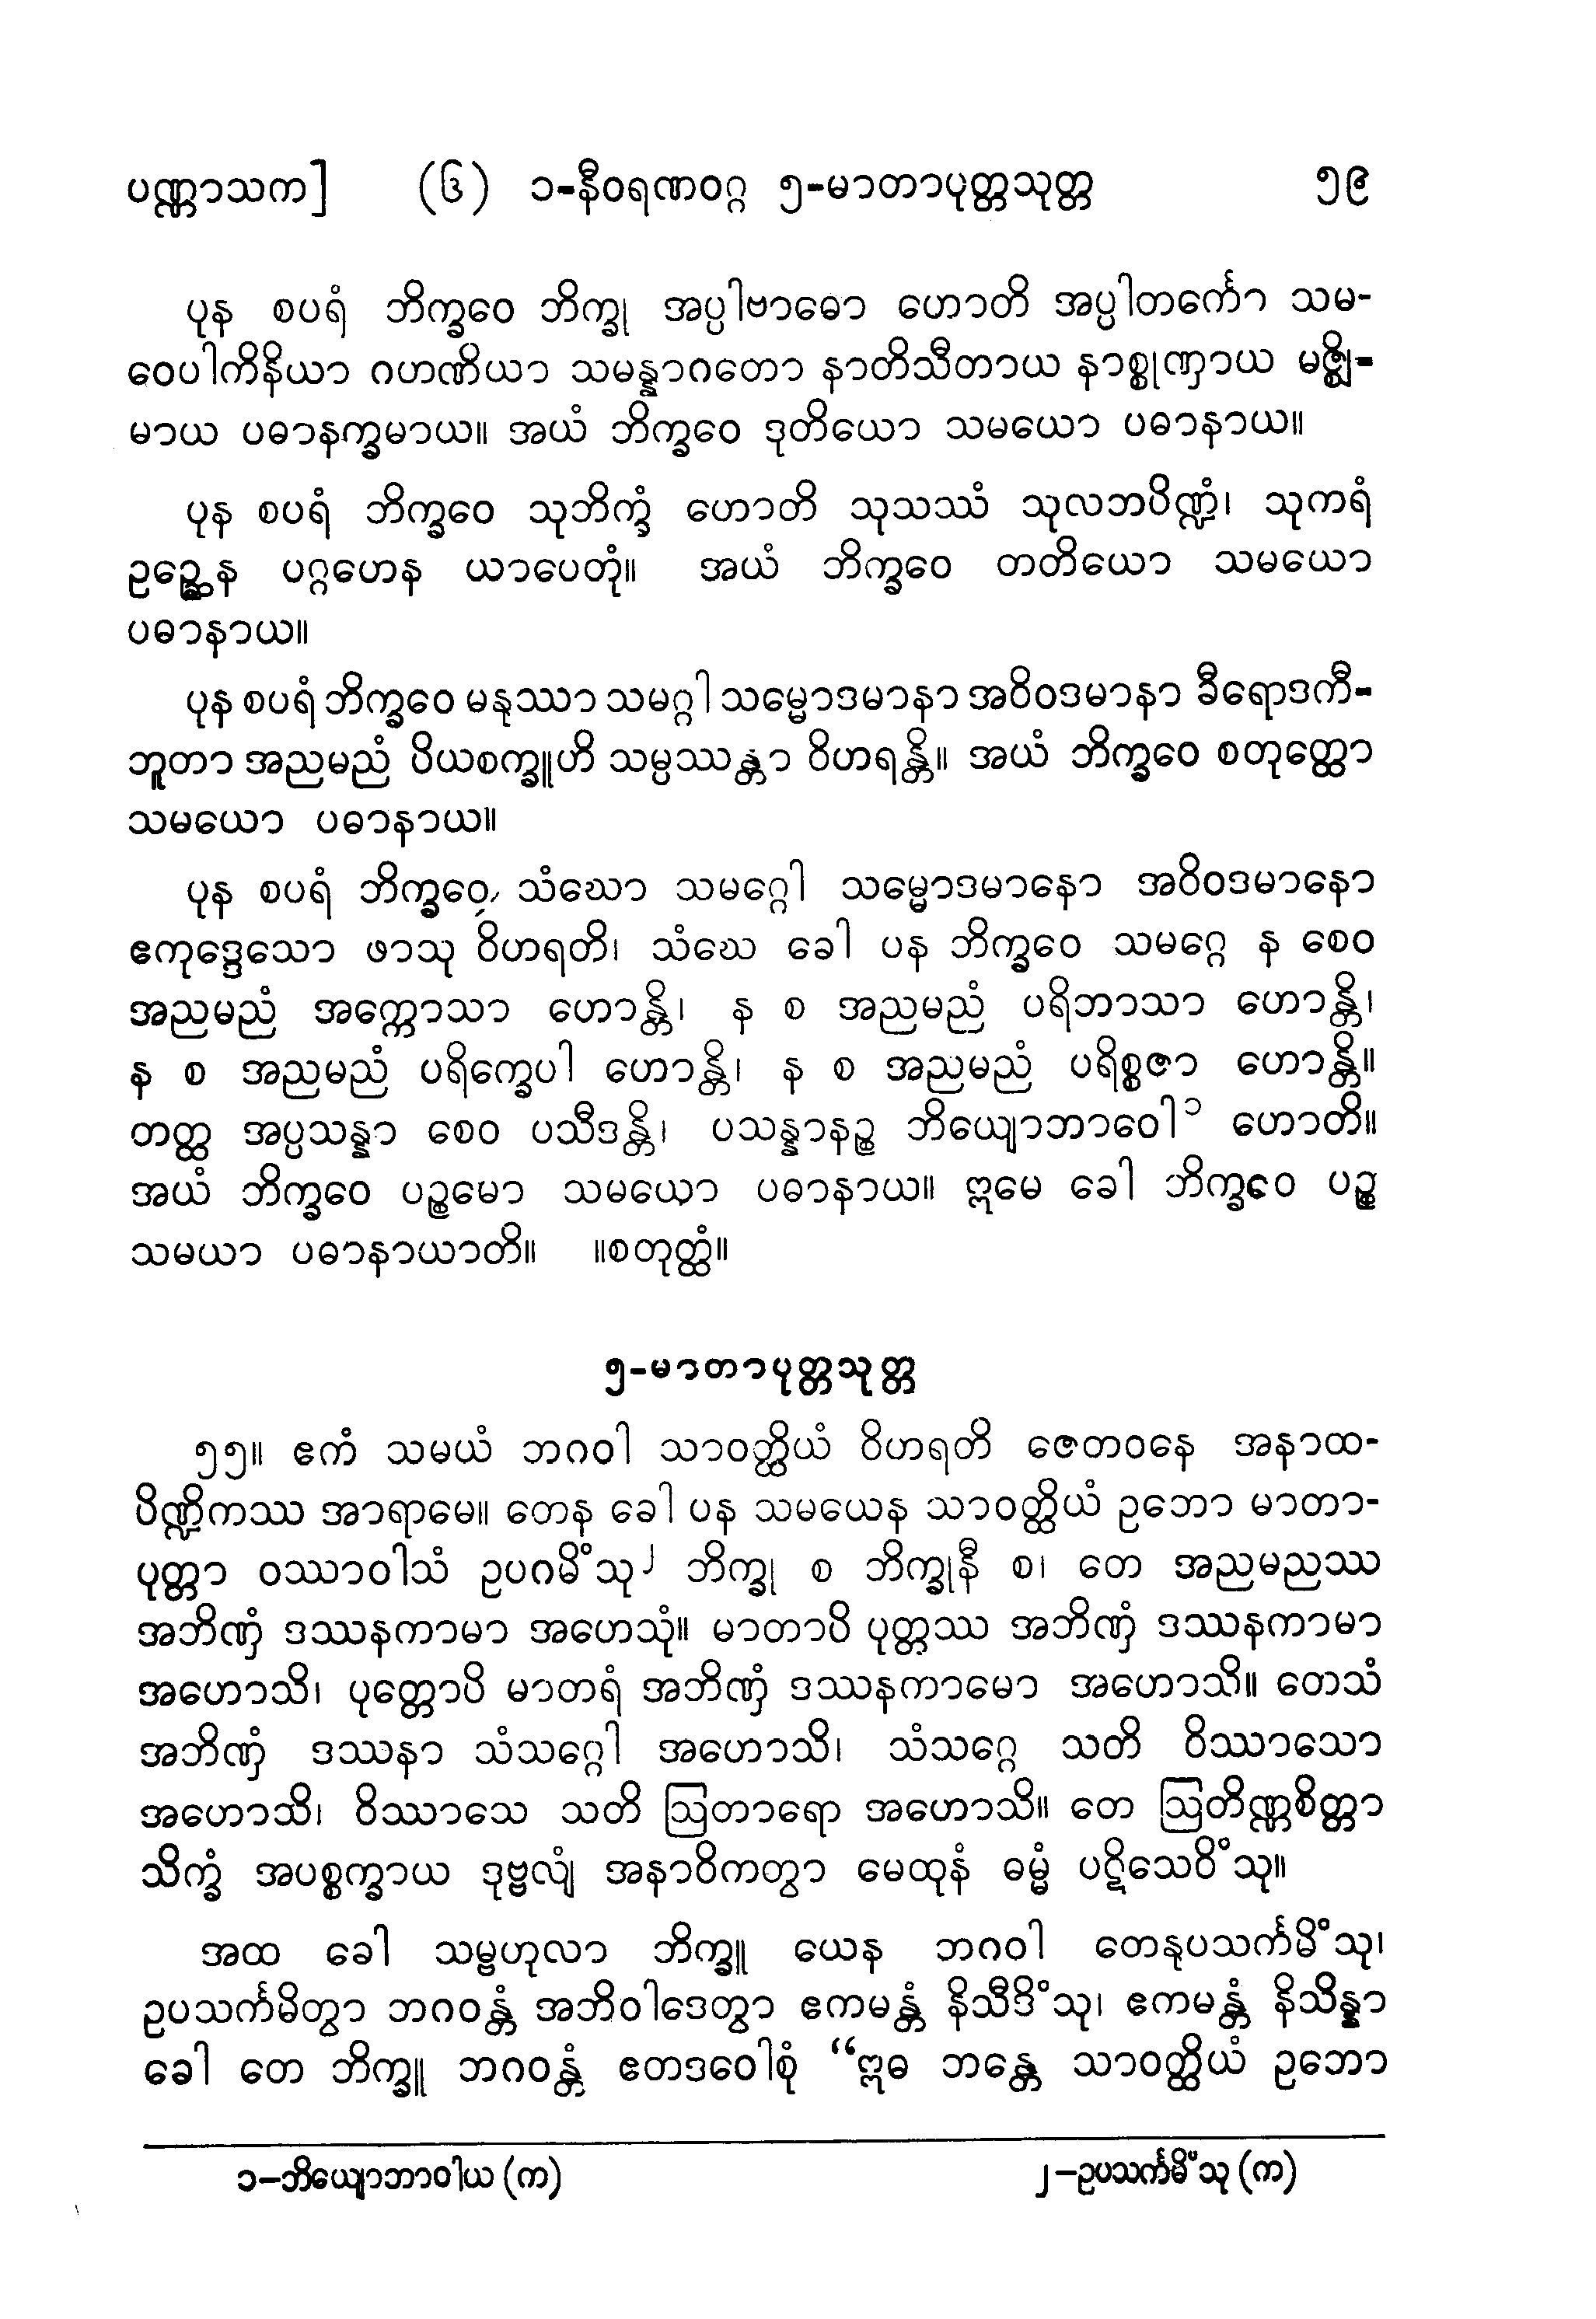 ပဏ္ဏာသက] (၆) ၁-နီဝရဏဝဂ္ဂ ၅-မာတာပုတ္တသုတ္တ ၅၉
ပုန စပရံ ဘိက္ခဝေ ဘိက္ခု အပ္ပါဗာဓော ဟောတိ အပ္ပါတင်္ကော သမ-
ဝေပါကိနိယာ ဂဟဏိယာ သမန္နာဂတော နာတိသီတာယ နာစ္စုဏှာယ မဇ္ဈိ-
မာယ ပဓာနက္ခမာယ။ အယံ ဘိက္ခဝေ ဒုတိယော သမယော ပဓာနာယ။
ပုန စပရံ ဘိက္ခဝေ သုဘိက္ခံ ဟောတိ သုသဿံ သုလဘပိဏ္ဍံ၊ သုကရံ
ဥဉ္ဆေန ပဂ္ဂဟေန ယာပေတုံ။ အယံ ဘိက္ခဝေ တတိယော သမယော
ပဓာနာယ။
ပုန စပရံ ဘိက္ခဝေ မနုဿာ သမဂ္ဂါ သမ္မောဒမာနာ အဝိဝဒမာနာ ခီရောဒကီ-
ဘူတာ အညမညံ ပိယစက္ခူဟိ သမ္ပဿန္တာ ဝိဟရန္တိ။ အယံ ဘိက္ခဝေ စတုတ္ထော
သမယော ပဓာနာယ။
ပုန စပရံ ဘိက္ခဝေ သံဃော သမဂ္ဂေါ သမ္မောဒမာနော အဝိဝဒမာနော
ဧကုဒ္ဒေသော ဖာသု ဝိဟရတိ၊ သံဃေ ခေါ ပန ဘိက္ခဝေ သမဂ္ဂေ န စေဝ
အညမညံ အက္ကောသာ ဟောန္တိ၊ န စ အညမညံ ပရိဘာသာ ဟောန္တိ၊
န စ အညမညံ ပရိက္ခေပါ ဟောန္တိ၊ န စ အညမညံ ပရိစ္စဇာ ဟောန္တိ။
တတ္ထ အပ္ပသန္နာ စေဝ ပသီဒန္တိ၊ ပသန္နာနဉ္စ ဘိယျောဘာဝေါ၁ ဟောတိ။
အယံ ဘိက္ခဝေ ပဉ္စမော သမယော ပဓာနာယ။ ဣမေ ခေါ ဘိက္ခဝေ ပဉ္စ
သမယာ ပဓာနာယာတိ။ ။စတုတ္ထံ။
၅-မာတာပုတ္တသုတ္တ
၅၅။ ဧကံ သမယံ ဘဂဝါ သာဝတ္ထိယံ ဝိဟရတိ ဇေတဝနေ အနာထ-
ပိဏ္ဍိကဿ အာရာမေ။ တေန ခေါ ပန သမယေန သာဝတ္ထိယံ ဥဘော မာတာ-
ပုတ္တာ ဝဿာဝါသံ ဥပဂမိံသု၂ ဘိက္ခု စ ဘိက္ခုနီ စ၊ တေ အညမညဿ
အဘိဏှံ ဒဿနကာမာ အဟေသုံ။ မာတာပိ ပုတ္တဿ အဘိဏှံ ဒဿနကာမာ
အဟောသိ၊ ပုတ္တောပိ မာတရံ အဘိဏှံ ဒဿနကာမော အဟောသိ။ တေသံ
အဘိဏှံ ဒဿနာ သံသဂ္ဂေါ အဟောသိ၊ သံသဂ္ဂေ သတိ ဝိဿာသော
အဟောသိ၊ ဝိဿာသေ သတိ ဩတာရော အဟောသိ။ တေ ဩတိဏ္ဏစိတ္တာ
သိက္ခံ အပစ္စက္ခာယ ဒုဗ္ဗလျံ အနာဝိကတွာ မေထုနံ ဓမ္မံ ပဋိသေဝိံသု။
အထ ခေါ သမ္ဗဟုလာ ဘိက္ခူ ယေန ဘဂဝါ တေနုပသင်္ကမိံသု၊
ဥပသင်္ကမိတွာ ဘဂဝန္တံ အဘိဝါဒေတွာ ဧကမန္တံ နိသီဒိံသု၊ ဧကမန္တံ နိသိန္နာ
ခေါ တေ ဘိက္ခူ ဘဂဝန္တံ ဧတဒဝေါစုံ “ဣဓ ဘန္တေ သာဝတ္ထိယံ ဥဘော
၁-ဘိယျောဘာဝါယ (က) ၂-ဥပသင်္ကမိံသု (က)